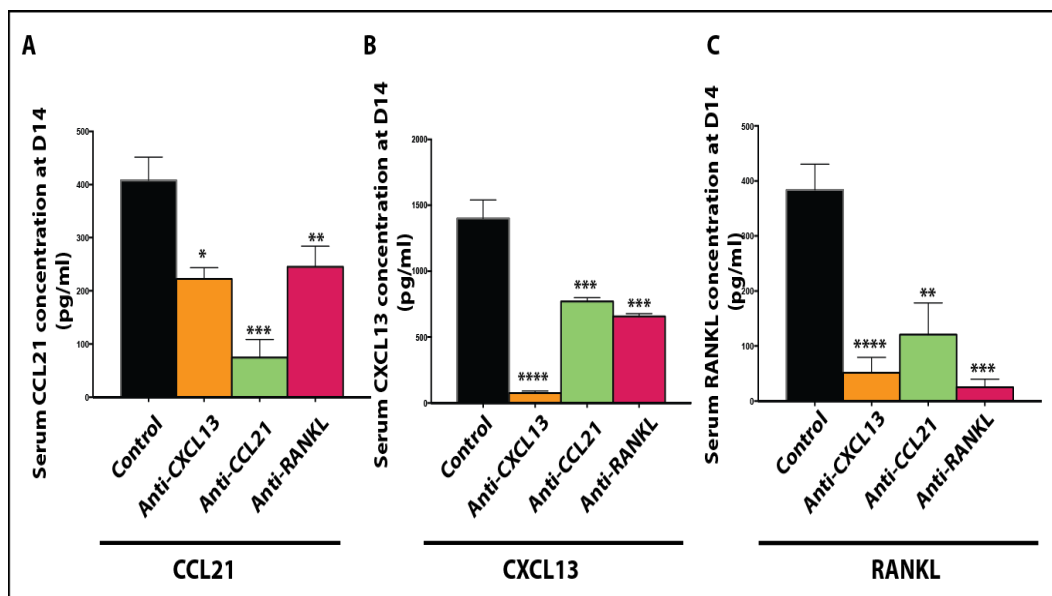 A
Serum CCL21 concentration at D14
(pg/ml)
500
400
300
200
100
0
*
***
**
Control
Anti-CXCL13
Anti-CCL21
Anti-RANKL
CCL21
B
Serum CXCL13 concentration at D14
(pg/ml)
2000
1500
1000
500
0
****
***
***
Control
Anti-CXCL13
Anti-CCL21
Anti-RANKL
CXCL13
C
Serum RANKL concentration at D14
(pg/ml)
500
400
300
200
100
0
****
**
***
Control
Anti-CXCL13
Anti-CCL21
Anti-RANKL
RANKL